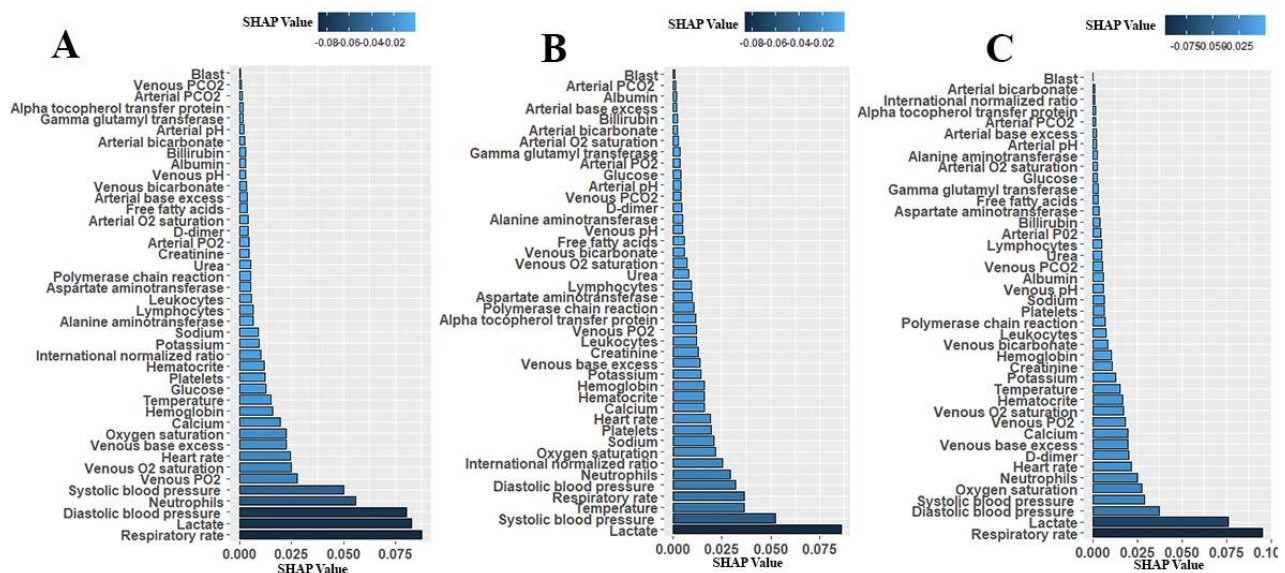 A
SHAP Value
-0.08-0.06-0.04-0.02
Blast
Venous PCO2
Arterial PCO2
Alpha tocopherol transfer protein
Gamma glutamyl transferase
Arterial pH
Arterial bicarbonate
Billirubin
Albumin
Venous pH
Venous bicarbonate
Arterial base excess
Free fatty acids
Arterial O2 saturation
D-dimer
Arterial PO2
Creatinine
Urea
Polymerase chain reaction
Aspartate aminotransferase
Leukocytes
Lymphocytes
Alanine aminotransferase
Sodium
Potassium
International normalized ratio
Hematocrite
Platelets
Glucose
Temperature
Hemoglobin
Calcium
Oxygen saturation
Venous base excess
Heart rate
Venous O2 saturation
Venous PO2
Systolic blood pressure
Neutrophils
Diastolic blood pressure
Lactate
Respiratory rate
0.000 0.025 0.050 0.075
SHAP Value
B
SHAP Value
-0.08-0.06-0.04-0.02
Blast
Arterial PCO2
Albumin
Arterial base excess
Billirubin
Arterial bicarbonate
Arterial O2 saturation
Gamma glutamyl transferase
Arterial PO2
Glucose
Arterial pH
Venous PCO2
D-dimer
Alanine aminotransferase
Venous pH
Free fatty acids
Venous bicarbonate
Venous O2 saturation
Urea
Lymphocytes
Aspartate aminotransferase
Polymerase chain reaction
Alpha tocopherol transfer protein
Venous PO2
Leukocytes
Creatinine
Venous base excess
Potassium
Hemoglobin
Hematocrite
Calcium
Heart rate
Platelets
Sodium
Oxygen saturation
International normalized ratio
Neutrophils
Diastolic blood pressure
Respiratory rate
Temperature
Systolic blood pressure
Lactate
0.000 0.025 0.050 0.075
SHAP Value
C
SHAP Value
-0.075-0.050-0.025
Blast
Arterial bicarbonate
International normalized ratio
Alpha tocopherol transfer protein
Arterial PCO2
Arterial base excess
Arterial pH
Alanine aminotransferase
Arterial O2 saturation
Glucose
Gamma glutamyl transferase
Free fatty acids
Aspartate aminotransferase
Billirubin
Arterial P02
Lymphocytes
Urea
Venous PCO2
Albumin
Venous pH
Sodium
Platelets
Polymerase chain reaction
Leukocytes
Venous bicarbonate
Hemoglobin
Creatinine
Potassium
Temperature
Hematocrite
Venous O2 saturation
Venous PO2
Calcium
Venous base excess
D-dimer
Heart rate
Neutrophils
Oxygen saturation
Systolic blood pressure
Diastolic blood pressure
Lactate
Respiratory rate
0.000 0.025 0.050 0.075 0.10
SHAP Value